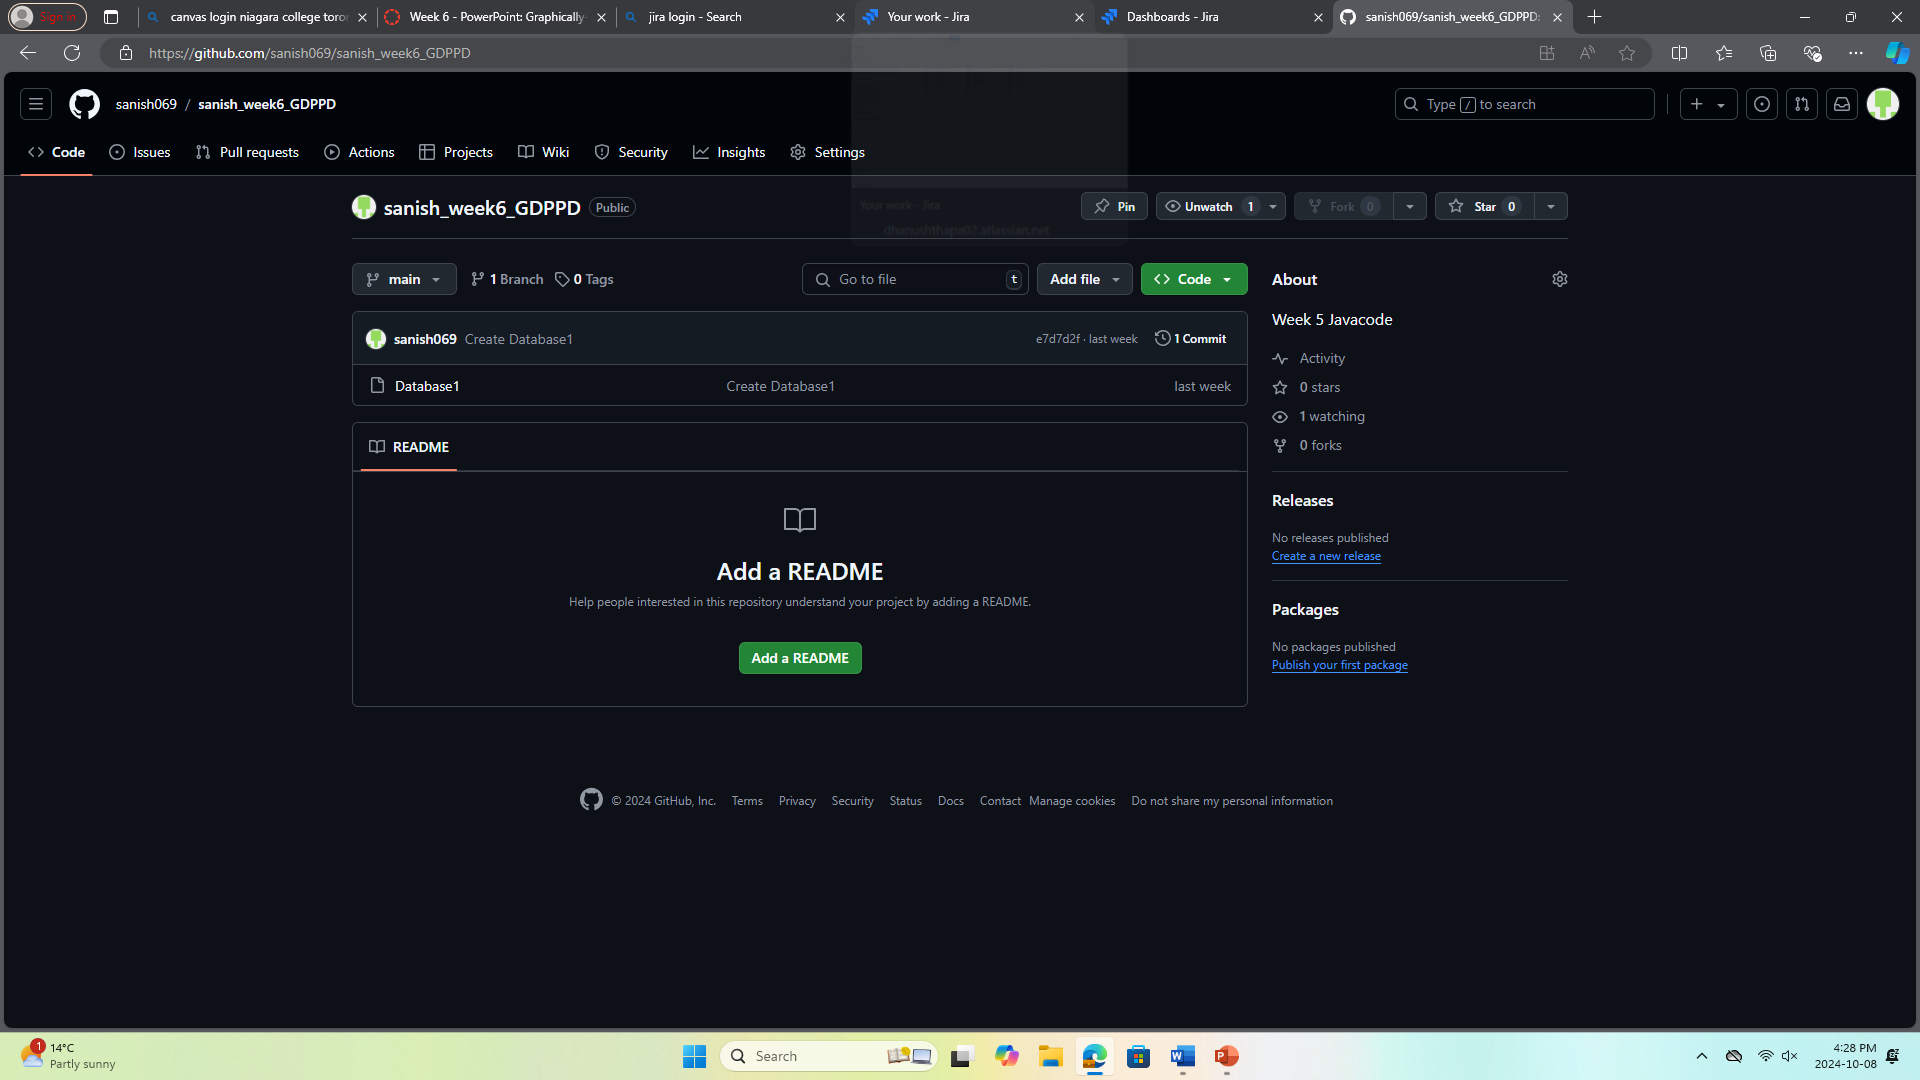 Sign in
canvas login niagara college toro
Week 6 - PowerPoint: Graphically
jira login - Search
Your work - Jira
Dashboards - Jira
sanish069/sanish_week6_GDPPD:
https://github.com/sanish069/sanish_week6_GDPPD
sanish069 / sanish_week6_GDPPD
Type / to search
Code
Issues
Pull requests
Actions
Projects
Wiki
Security
Insights
Settings
sanish_week6_GDPPD
Public
Your work - Jira
dhanushthapa02.atlassian.net
Pin
Unwatch 1
Fork 0
Star 0
main
1 Branch
0 Tags
Go to file
t
Add file
Code
sanish069 Create Database1
e7d7d2f · last week
1 Commit
Database1
Create Database1
last week
README
Add a README
Help people interested in this repository understand your project by adding a README.
Add a README
About
Week 5 Javacode
Activity
0 stars
1 watching
0 forks
Releases
No releases published
Create a new release
Packages
No packages published
Publish your first package
© 2024 GitHub, Inc.
Terms
Privacy
Security
Status
Docs
Contact
Manage cookies
Do not share my personal information
1
14°C
Partly sunny
Search
4:28 PM
2024-10-08